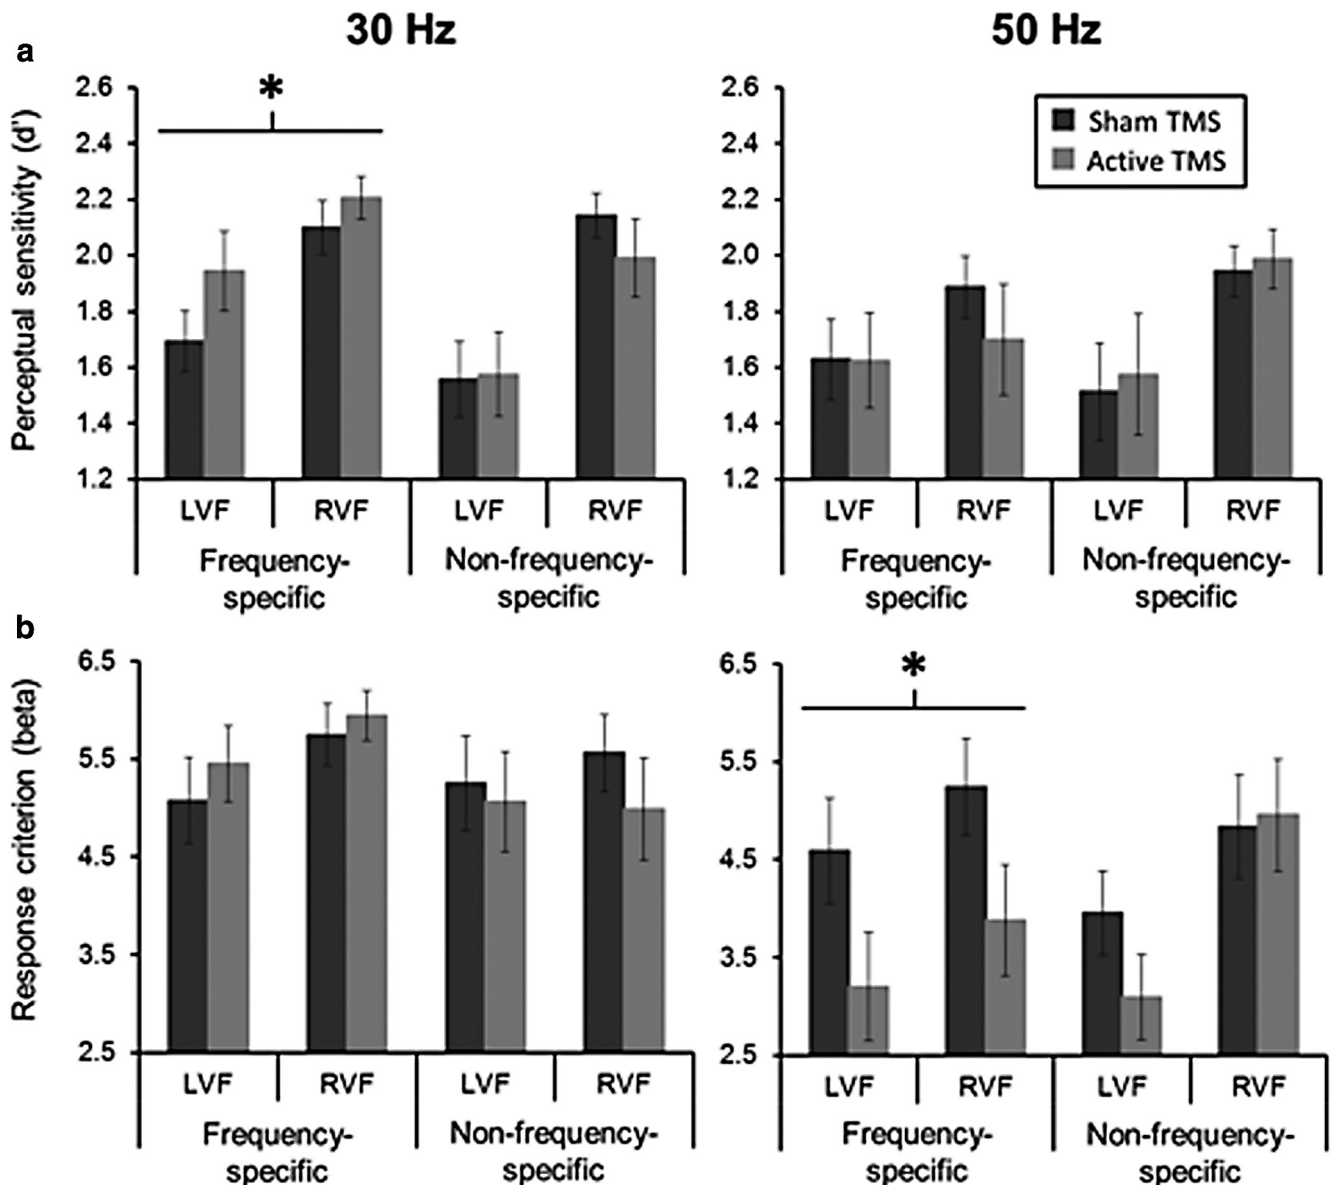 30 Hz
50 Hz
a
Perceptual sensitivity (d')
2.6
2.4
2.2
2.0
1.8
1.6
1.4
1.2
*
LVF RVF LVF RVF
Frequency-
specific
Non-frequency-
specific
2.6
2.4
2.2
2.0
1.8
1.6
1.4
1.2
Sham TMS
Active TMS
LVF RVF LVF RVF
Frequency-
specific
Non-frequency-
specific
b
Response criterion (beta)
6.5
5.5
4.5
3.5
2.5
LVF RVF LVF RVF
Frequency-
specific
Non-frequency-
specific
6.5
5.5
4.5
3.5
2.5
*
LVF RVF LVF RVF
Frequency-
specific
Non-frequency-
specific